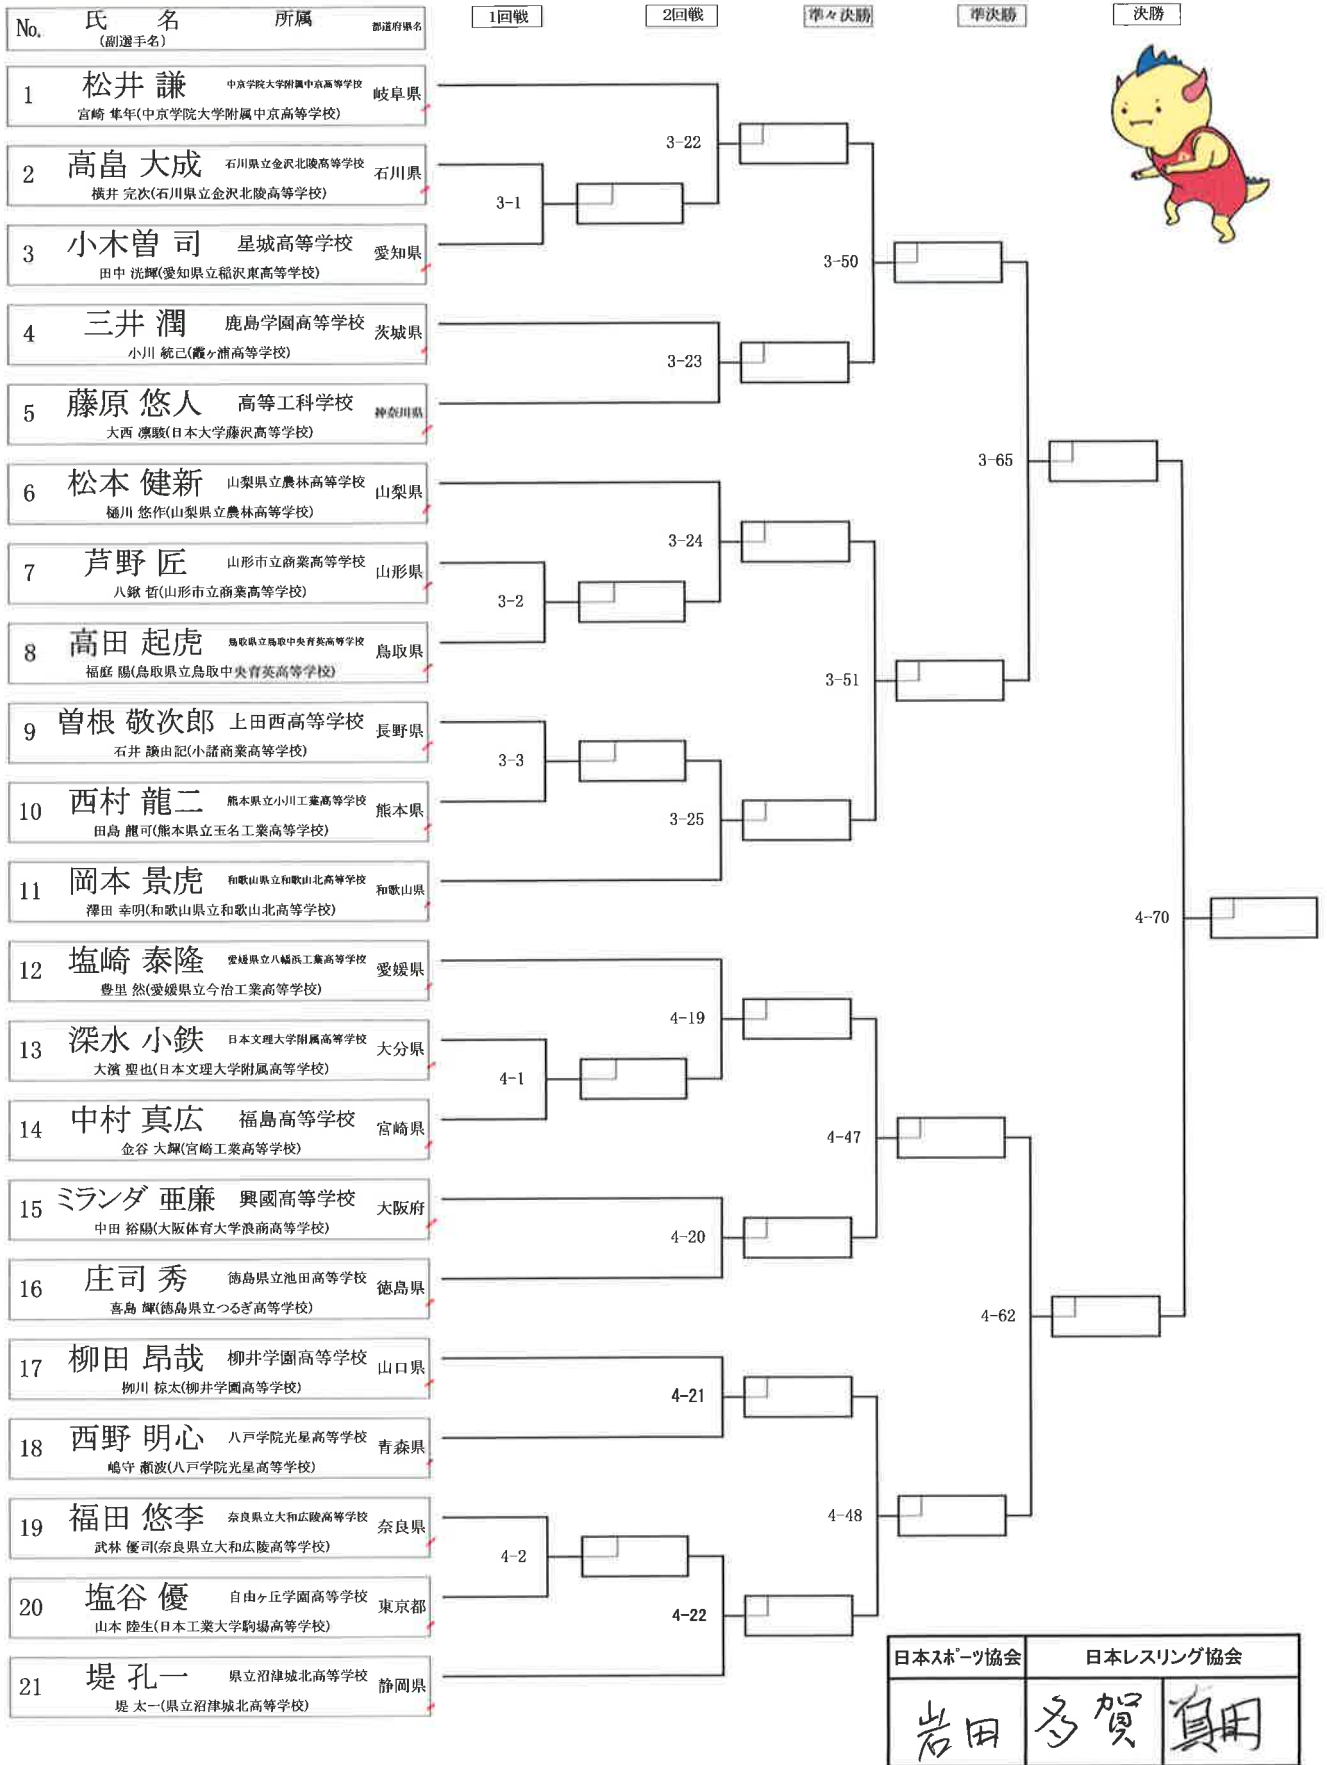 No. 氏名 所属 都道府県名 1回戦 2回戦 準々決勝 準決勝 決勝
(副選手名)
1 松井 謙 中京学院大学附属中京高等学校 岐阜県
宮崎 隼年(中京学院大学附属中京高等学校)
3-22
2 高畠 大成 石川県立金沢北陵高等学校 石川県
横井 完次(石川県立金沢北陵高等学校)
3-1
3 小木曽 司 星城高等学校 愛知県
田中 洸輝(愛知県立稲沢東高等学校)
3-50
4 三井 潤 鹿島学園高等学校 茨城県
小川 統己(霞ヶ浦高等学校)
3-23
5 藤原 悠人 高等工科学校 神奈川県
大西 凛駿(日本大学藤沢高等学校)
3-65
6 松本 健新 山梨県立農林高等学校 山梨県
樋川 悠作(山梨県立農林高等学校)
3-24
7 芦野 匠 山形市立商業高等学校 山形県
八鍬 哲(山形市立商業高等学校)
3-2
8 高田 起虎 鳥取県立鳥取中央育英高等学校 鳥取県
福庭 陽(鳥取県立鳥取中央育英高等学校)
3-51
9 曽根 敬次郎 上田西高等学校 長野県
石井 譲由記(小諸商業高等学校)
3-3
10 西村 龍二 熊本県立小川工業高等学校 熊本県
田島 龍可(熊本県立玉名工業高等学校)
3-25
11 岡本 景虎 和歌山県立和歌山北高等学校 和歌山県
澤田 幸明(和歌山県立和歌山北高等学校)
4-70
12 塩崎 泰隆 愛媛県立八幡浜工業高等学校 愛媛県
豊里 然(愛媛県立今治工業高等学校)
4-19
13 深水 小鉄 日本文理大学附属高等学校 大分県
大濱 聖也(日本文理大学附属高等学校)
4-1
14 中村 真広 福島高等学校 宮崎県
金谷 大輝(宮崎工業高等学校)
4-47
15 ミランダ 亜廉 興國高等学校 大阪府
中田 裕陽(大阪体育大学浪商高等学校)
4-20
16 庄司 秀 徳島県立池田高等学校 徳島県
喜島 輝(徳島県立つるぎ高等学校)
4-62
17 柳田 昂哉 柳井学園高等学校 山口県
栁川 椋太(柳井学園高等学校)
4-21
18 西野 明心 八戸学院光星高等学校 青森県
嶋守 颯波(八戸学院光星高等学校)
4-48
19 福田 悠李 奈良県立大和広陵高等学校 奈良県
武林 優司(奈良県立大和広陵高等学校)
4-2
20 塩谷 優 自由ヶ丘学園高等学校 東京都
山本 陸生(日本工業大学駒場高等学校)
4-22
21 堤 孔一 県立沼津城北高等学校 静岡県
堤 太一(県立沼津城北高等学校)
日本スポーツ協会 日本レスリング協会
岩田 多賀 真田